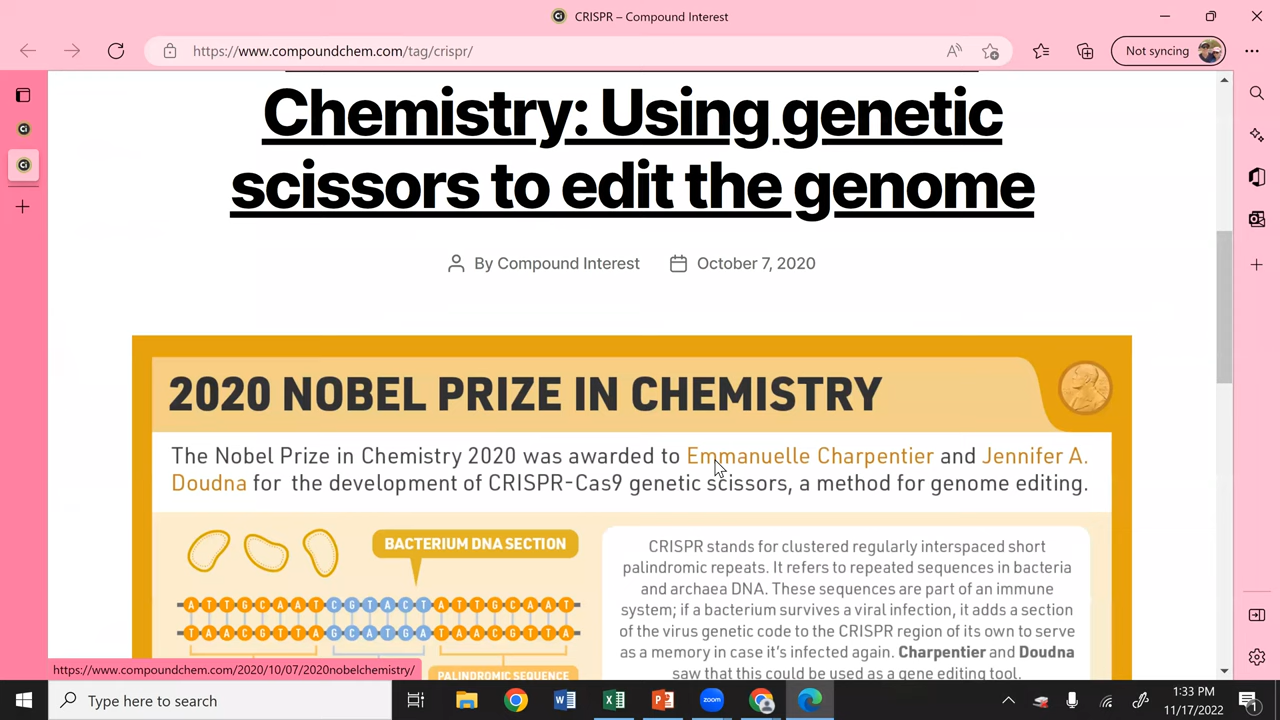 CRISPR – Compound Interest
https://www.compoundchem.com/tag/crispr/
Not syncing
Chemistry: Using genetic
scissors to edit the genome
By Compound Interest
October 7, 2020
2020 NOBEL PRIZE IN CHEMISTRY
The Nobel Prize in Chemistry 2020 was awarded to Emmanuelle Charpentier and Jennifer A.
Doudna for the development of CRISPR-Cas9 genetic scissors, a method for genome editing.
BACTERIUM DNA SECTION
A T T G C A A T C G T A C T A T T G C A A T
T A A C G T T A G C A T G A T A A C G T T A
PALINDROMIC SEQUENCE
CRISPR stands for clustered regularly interspaced short
palindromic repeats. It refers to repeated sequences in bacteria
and archaea DNA. These sequences are part of an immune
system; if a bacterium survives a viral infection, it adds a section
of the virus genetic code to the CRISPR region of its own to serve
as a memory in case it's infected again. Charpentier and Doudna
saw that this could be used as a gene editing tool.
https://www.compoundchem.com/2020/10/07/2020nobelchemistry/
Type here to search
zoom
1:33 PM
11/17/2022